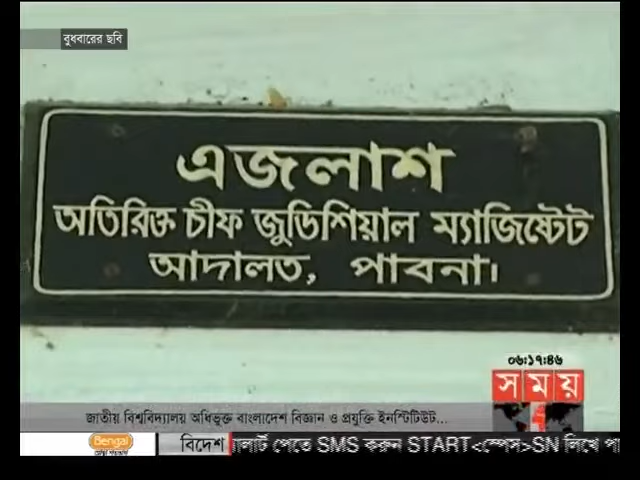 বুধবারের ছবি
এজলাশ
অতিরিক্ত চীফ জুডিশিয়াল ম্যাজিষ্টেট
আদালত, পাবনা।
০৬:১৭:৪৬
সময়
জাতীয় বিশ্ববিদ্যালয় অধিভুক্ত বাংলাদেশ বিজ্ঞান ও প্রযুক্তি ইনস্টিটিউট...
Bengal
বিদেশ
লার্ট পেতে SMS করুন START<স্পেস>SN লিখে